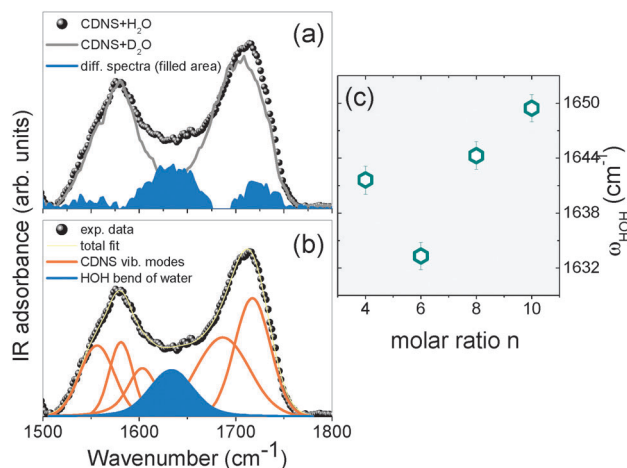 (a)
CDNS+H₂O
CDNS+D₂O
diff. spectra (filled area)
(b)
exp. data
total fit
CDNS vib. modes
HOH bend of water
IR adsorbance (arb. units)
1500 1600 1700 1800
Wavenumber (cm⁻¹)
(c)
1650
1644
1638
1632
ω_HOH (cm⁻¹)
4 6 8 10
molar ratio n